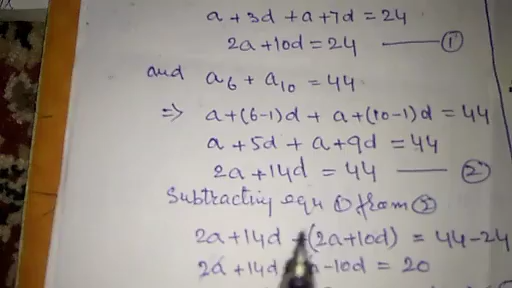 a + 3d + a + 7d = 24
2a + 10d = 24 —— ①
and a₆ + a₁₀ = 44
⇒ a + (6-1)d + a + (10-1)d = 44
a + 5d + a + 9d = 44
2a + 14d = 44 —— ②
Subtracting equ ① from ②
2a + 14d - (2a + 10d) = 44 - 24
2a + 14d - 10d = 20